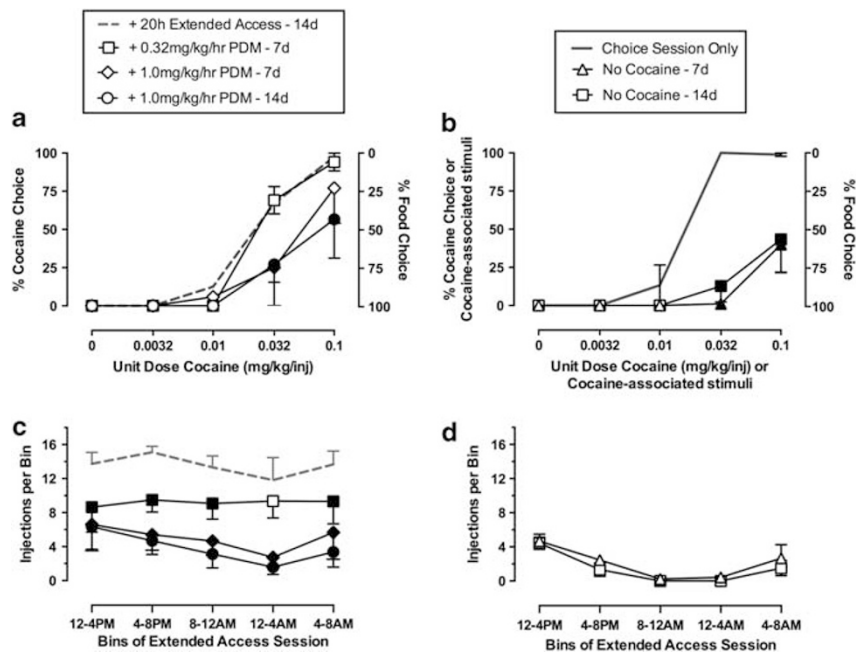 + 20h Extended Access - 14d
+ 0.32mg/kg/hr PDM - 7d
+ 1.0mg/kg/hr PDM - 7d
+ 1.0mg/kg/hr PDM - 14d
Choice Session Only
No Cocaine - 7d
No Cocaine - 14d
a
% Cocaine Choice
100
75
50
25
0
0
25
50
75
100
% Food Choice
0
0.0032
0.01
0.032
0.1
Unit Dose Cocaine (mg/kg/inj)
b
% Cocaine Choice or
Cocaine-associated stimuli
100
75
50
25
0
0
25
50
75
100
% Food Choice
0
0.0032
0.01
0.032
0.1
Unit Dose Cocaine (mg/kg/inj) or
Cocaine-associated stimuli
c
Injections per Bin
16
12
8
4
0
12-4PM
4-8PM
8-12AM
12-4AM
4-8AM
Bins of Extended Access Session
d
Injections per Bin
16
12
8
4
0
12-4PM
4-8PM
8-12AM
12-4AM
4-8AM
Bins of Extended Access Session